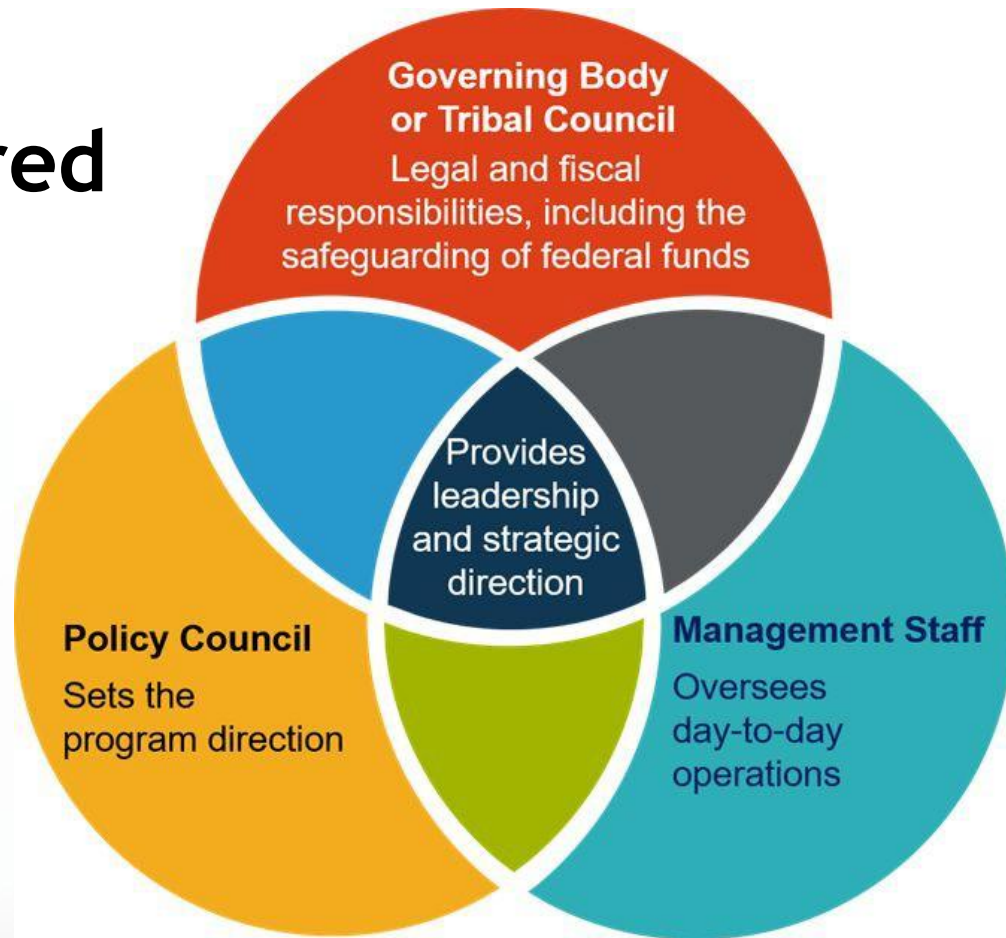 red
Governing Body
or Tribal Council
Legal and fiscal
responsibilities, including the
safeguarding of federal funds
Provides
leadership
and strategic
direction
Policy Council
Sets the
program direction
Management Staff
Oversees
day-to-day
operations